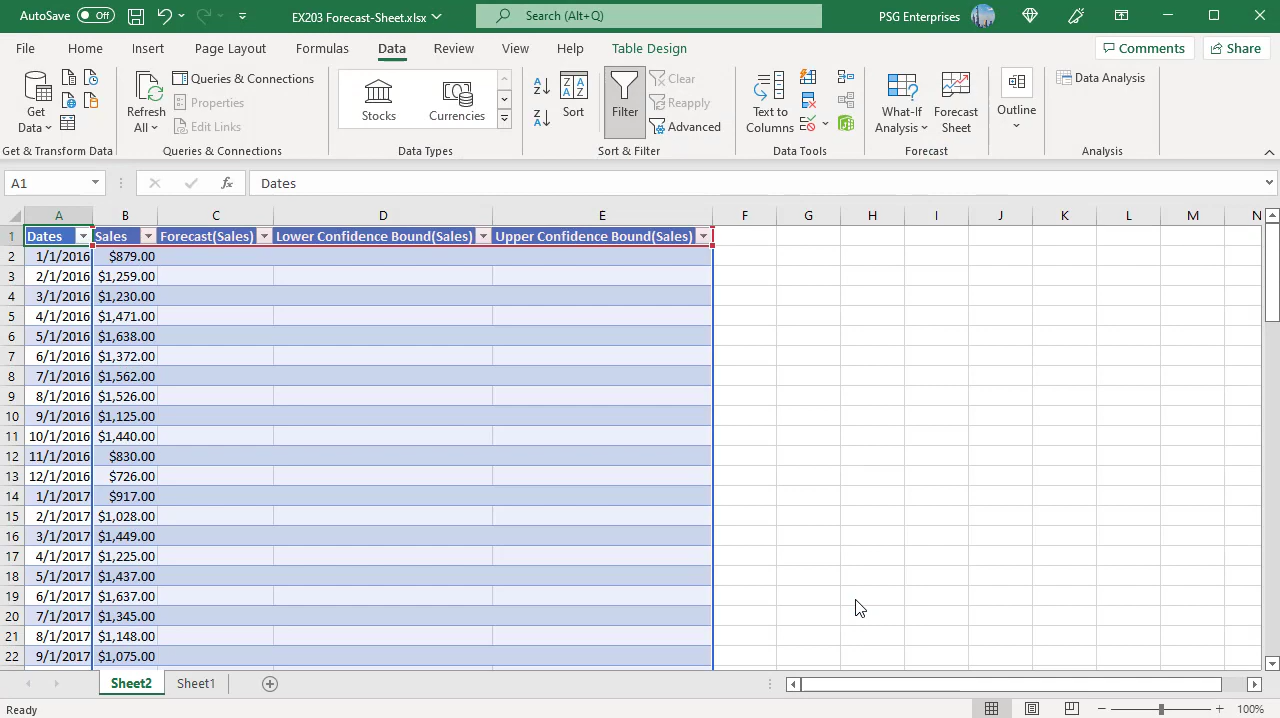 AutoSave Off EX203 Forecast-Sheet.xlsx Search (Alt+Q) PSG Enterprises
File Home Insert Page Layout Formulas Data Review View Help Table Design Comments Share
Get Data
Refresh All
Queries & Connections
Properties
Edit Links
Stocks Currencies
Sort Filter
Clear
Reapply
Advanced
Text to Columns
What-If Analysis
Forecast Sheet
Outline
Data Analysis
Get & Transform Data Queries & Connections Data Types Sort & Filter Data Tools Forecast Analysis
A1 fx Dates
A B C D E F G H I J K L M N
1 Dates Sales Forecast(Sales) Lower Confidence Bound(Sales) Upper Confidence Bound(Sales)
2 1/1/2016 $879.00
3 2/1/2016 $1,259.00
4 3/1/2016 $1,230.00
5 4/1/2016 $1,471.00
6 5/1/2016 $1,638.00
7 6/1/2016 $1,372.00
8 7/1/2016 $1,562.00
9 8/1/2016 $1,526.00
10 9/1/2016 $1,125.00
11 10/1/2016 $1,440.00
12 11/1/2016 $830.00
13 12/1/2016 $726.00
14 1/1/2017 $917.00
15 2/1/2017 $1,028.00
16 3/1/2017 $1,449.00
17 4/1/2017 $1,225.00
18 5/1/2017 $1,437.00
19 6/1/2017 $1,637.00
20 7/1/2017 $1,345.00
21 8/1/2017 $1,148.00
22 9/1/2017 $1,075.00
Sheet2 Sheet1
Ready 100%